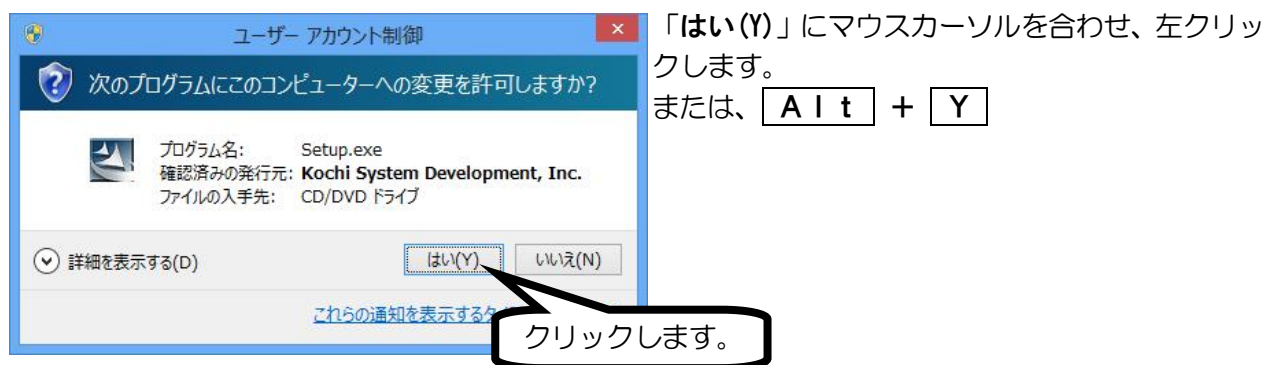 ユーザー アカウント制御
次のプログラムにこのコンピューターへの変更を許可しますか?
プログラム名: Setup.exe
確認済みの発行元: Kochi System Development, Inc.
ファイルの入手先: CD/DVD ドライブ
詳細を表示する(D)
はい(Y) いいえ(N)
これらの通知を表示する
クリックします。
「はい(Y)」にマウスカーソルを合わせ、左クリッ
クします。
または、 Alt + Y